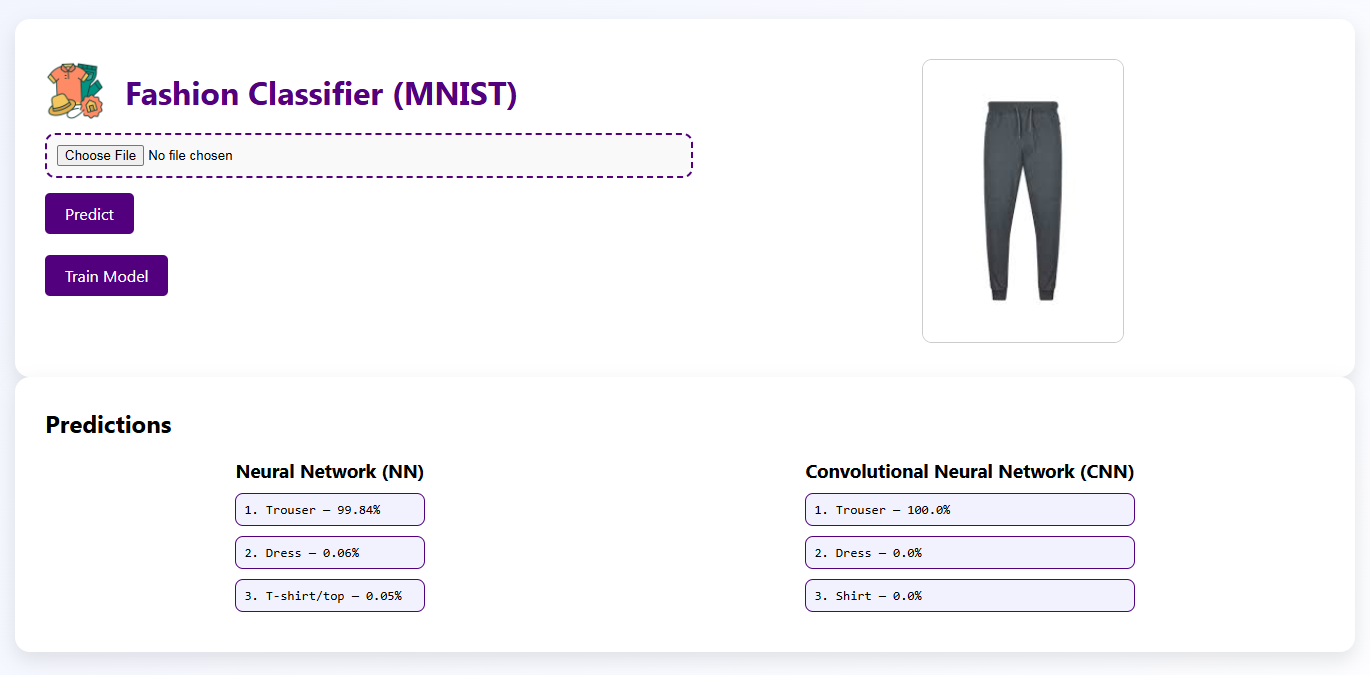 Fashion Classifier (MNIST)
Choose File No file chosen
Predict
Train Model
Predictions
Neural Network (NN)
1. Trouser — 99.84%
2. Dress — 0.06%
3. T-shirt/top — 0.05%
Convolutional Neural Network (CNN)
1. Trouser — 100.0%
2. Dress — 0.0%
3. Shirt — 0.0%